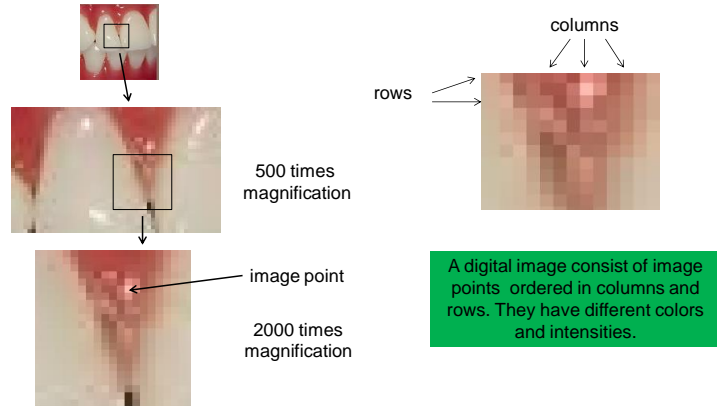 columns
rows
500 times
magnification
image point
2000 times
magnification
A digital image consist of image
points ordered in columns and
rows. They have different colors
and intensities.